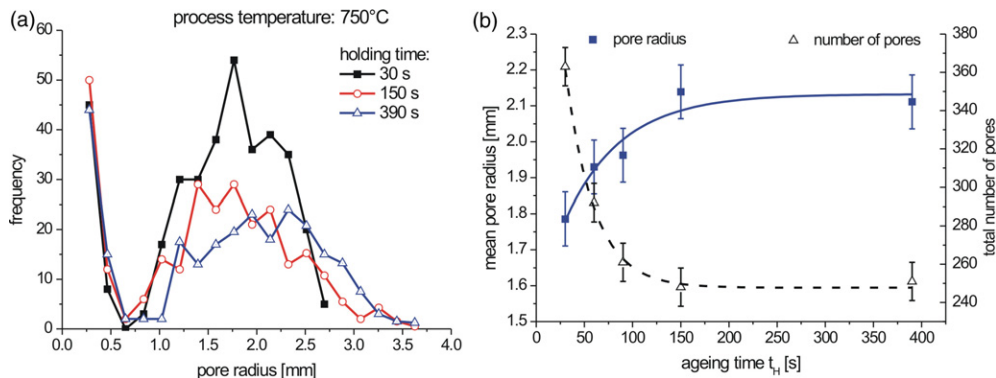 (a)
process temperature: 750°C
holding time:
30 s
150 s
390 s
frequency
60
50
40
30
20
10
0
0.0 0.5 1.0 1.5 2.0 2.5 3.0 3.5 4.0
pore radius [mm]
(b)
pore radius
number of pores
mean pore radius [mm]
2.3
2.2
2.1
2.0
1.9
1.8
1.7
1.6
1.5
0 50 100 150 200 250 300 350 400
ageing time tH [s]
380
360
340
320
300
280
260
240
total number of pores